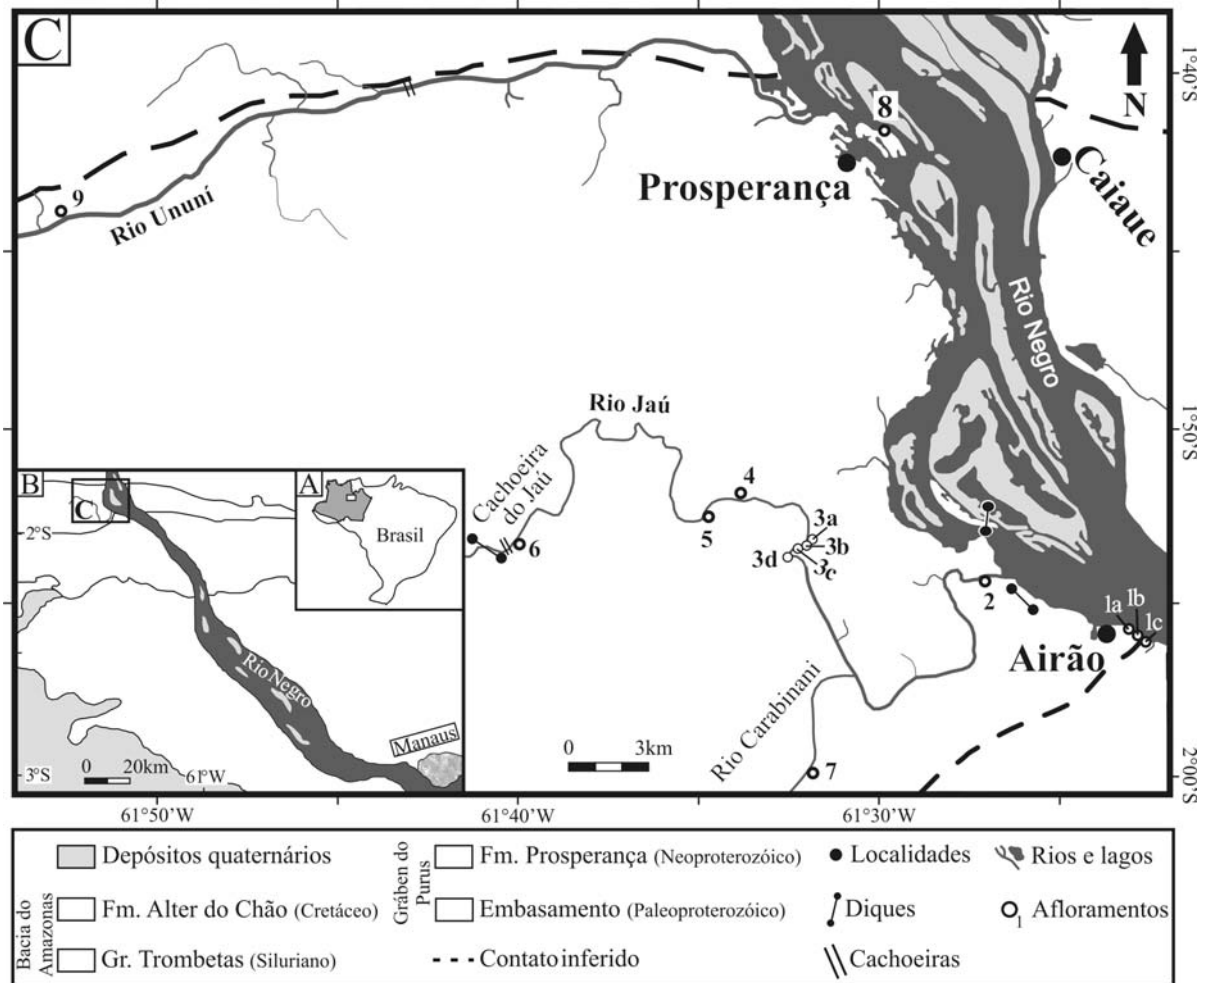 C
1°40'S
N
8
Caiaue
Prosperança
9
Rio Ununí
Rio Negro
Rio Jaú
1°50'S
Cachoeira
do Jaú
4
B
C
A
Brasil
2°S
5
6
3a
3b
3c
3d
2
1a
1b
1c
Airão
Rio Negro
Rio Carabinani
Manaus
0 3km
7
3°S
0 20km
61°W
2°00'S
61°50'W
61°40'W
61°30'W
Depósitos quaternários
Bacia do
Amazonas
Fm. Alter do Chão (Cretáceo)
Gr. Trombetas (Siluriano)
Gráben do
Purus
Fm. Prosperança (Neoproterozóico)
Embasamento (Paleoproterozóico)
Contato inferido
Localidades
Diques
Cachoeiras
Rios e lagos
1 Afloramentos